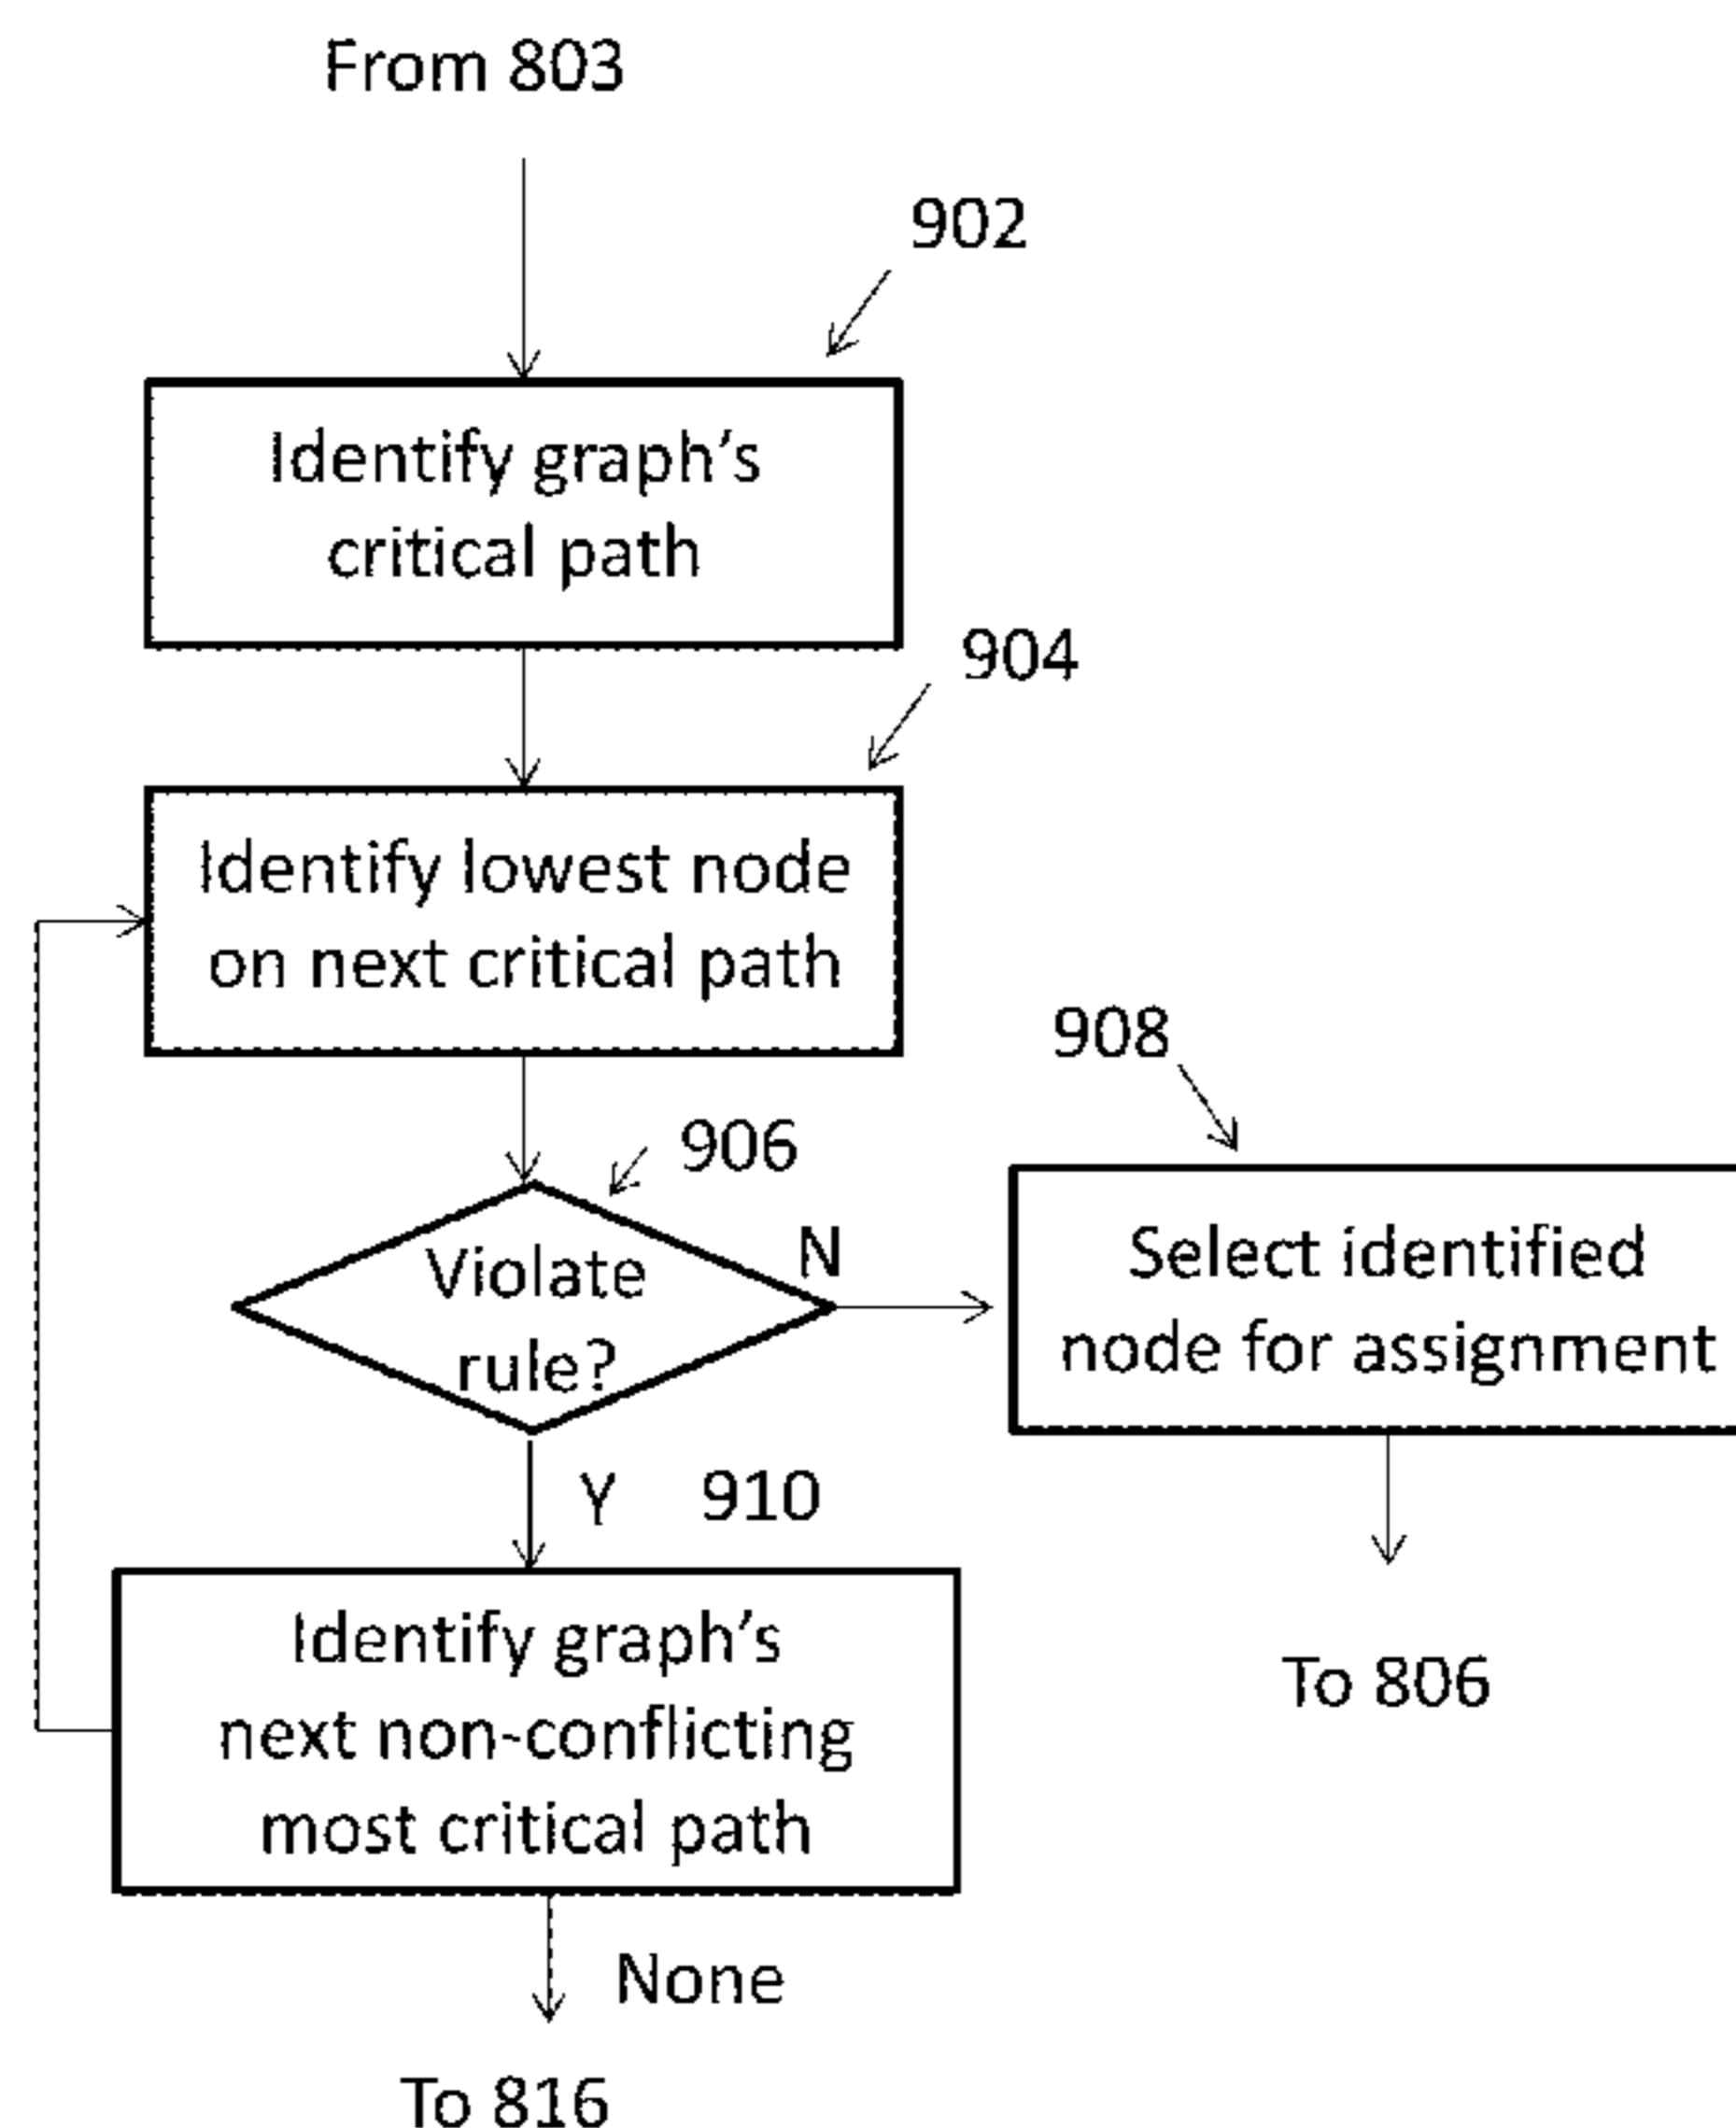 From 803
902
Identify graph's
critical path
904
Identify lowest node
on next critical path
908
906
Violate
rule?
N
Select identified
node for assignment
Y
910
Identify graph's
next non-conflicting
most critical path
To 806
None
To 816